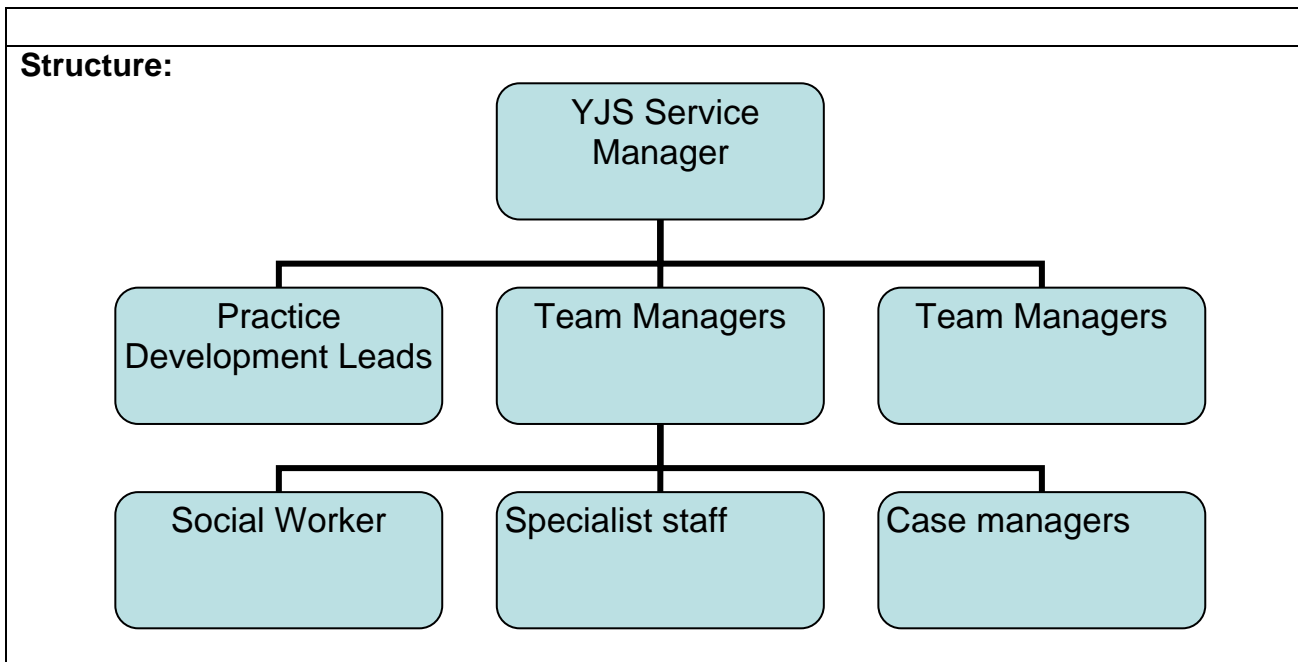 Structure:
YJS Service
Manager
Practice
Development Leads
Team Managers
Team Managers
Social Worker
Specialist staff
Case managers